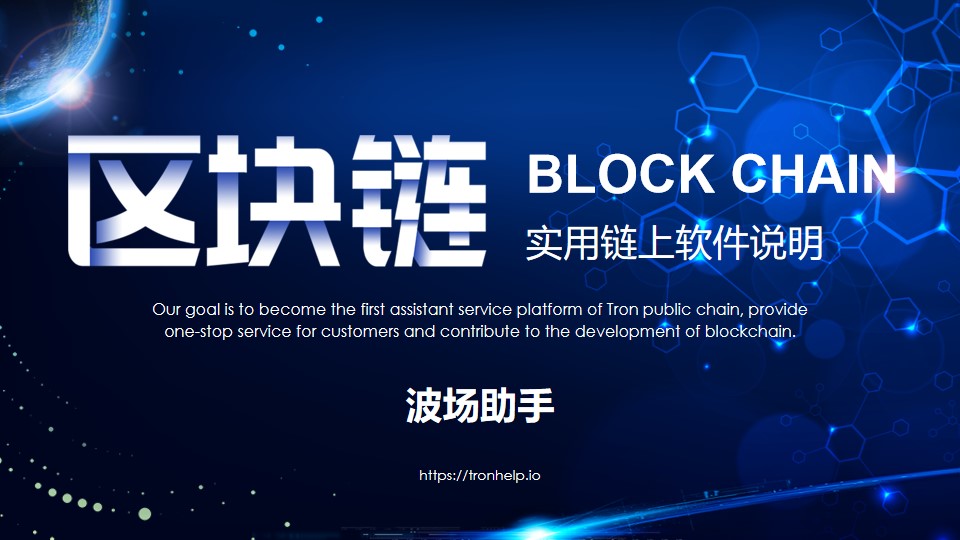 区块链
BLOCK CHAIN
实用链上软件说明
Our goal is to become the first assistant service platform of Tron public chain, provide
one-stop service for customers and contribute to the development of blockchain.
波场助手
https://tronhelp.io